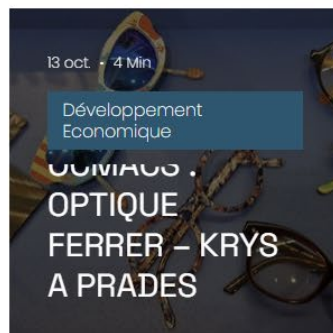 13 oct. • 4 Min
Développement
Economique
OPTIQUE
FERRER – KRYS
A PRADES